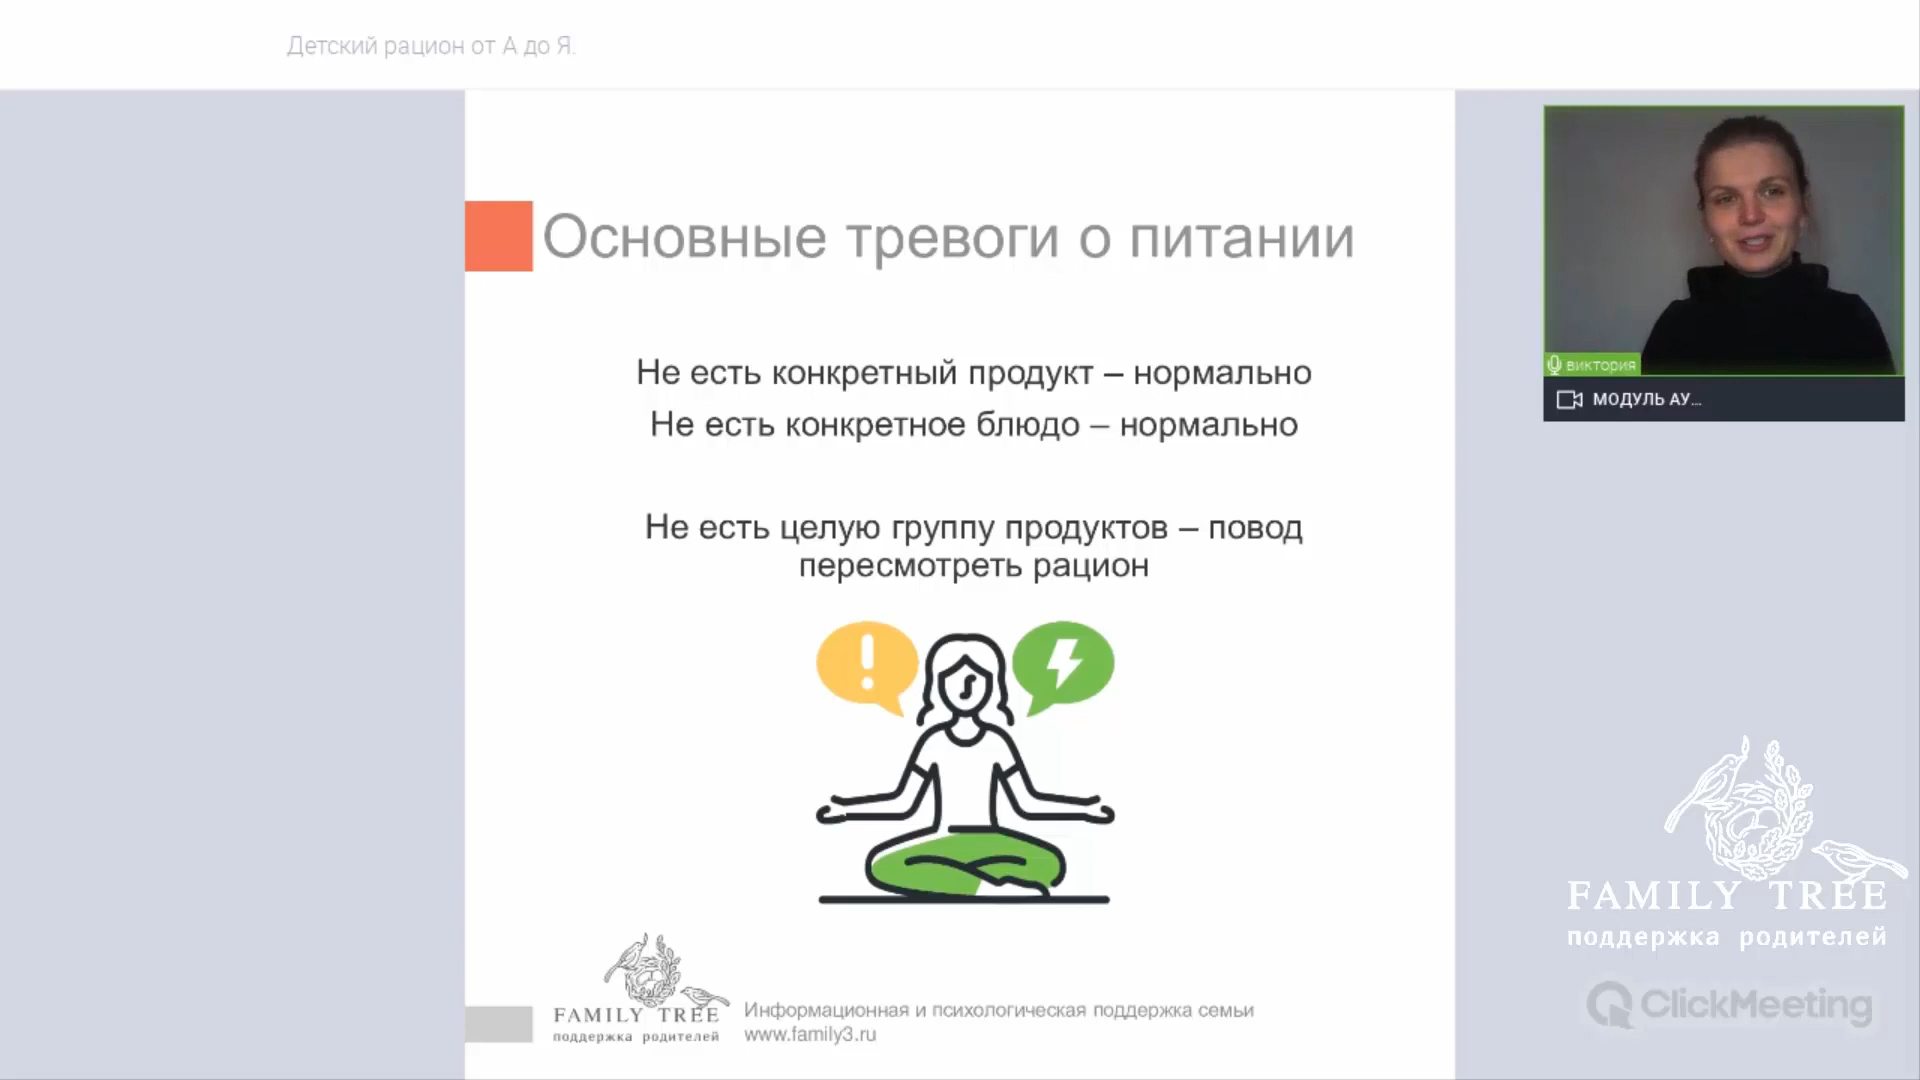 Детский рацион от А до Я.
Основные тревоги о питании
Не есть конкретный продукт – нормально
Не есть конкретное блюдо – нормально
Не есть целую группу продуктов – повод
пересмотреть рацион
виктория
МОДУЛЬ АУ...
FAMILY TREE
поддержка родителей
Информационная и психологическая поддержка семьи
www.family3.ru
FAMILY TREE
поддержка родителей
ClickMeeting